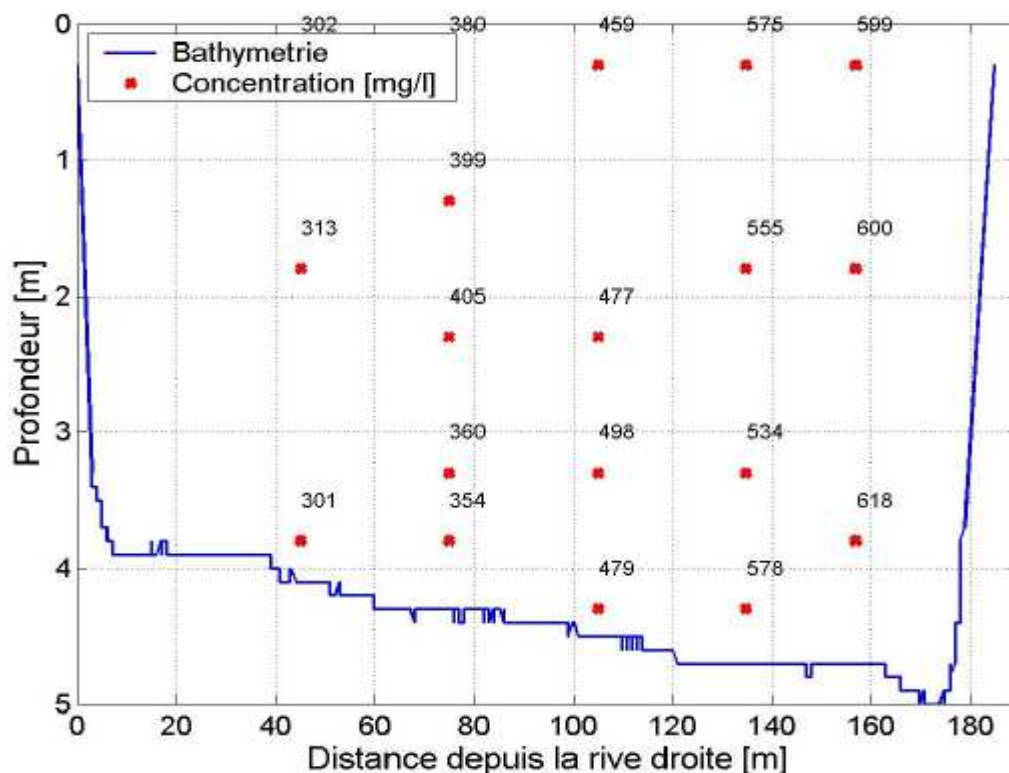 302 380 459 575 599
0
Bathymetrie
Concentration [mg/l]
399
1
313 555 600
405 477
2
360 498 534
3
301 354 618
479 578
4
5
0 20 40 60 80 100 120 140 160 180
Profondeur [m]
Distance depuis la rive droite [m]